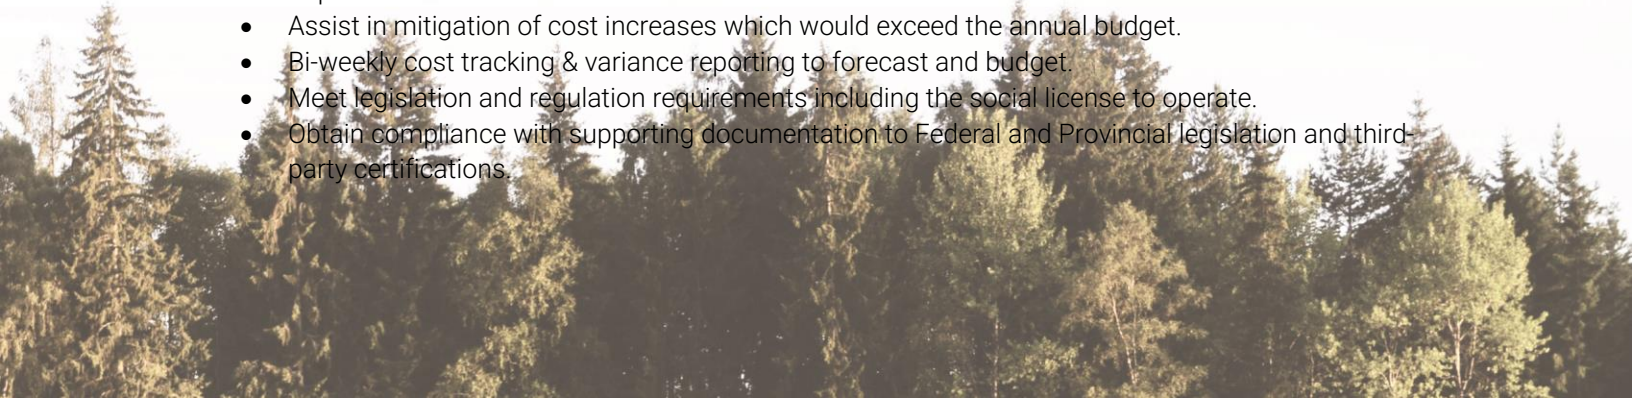 • Assist in mitigation of cost increases which would exceed the annual budget.
• Bi-weekly cost tracking & variance reporting to forecast and budget.
• Meet legislation and regulation requirements including the social license to operate.
• Obtain compliance with supporting documentation to Federal and Provincial legislation and third-
party certifications.